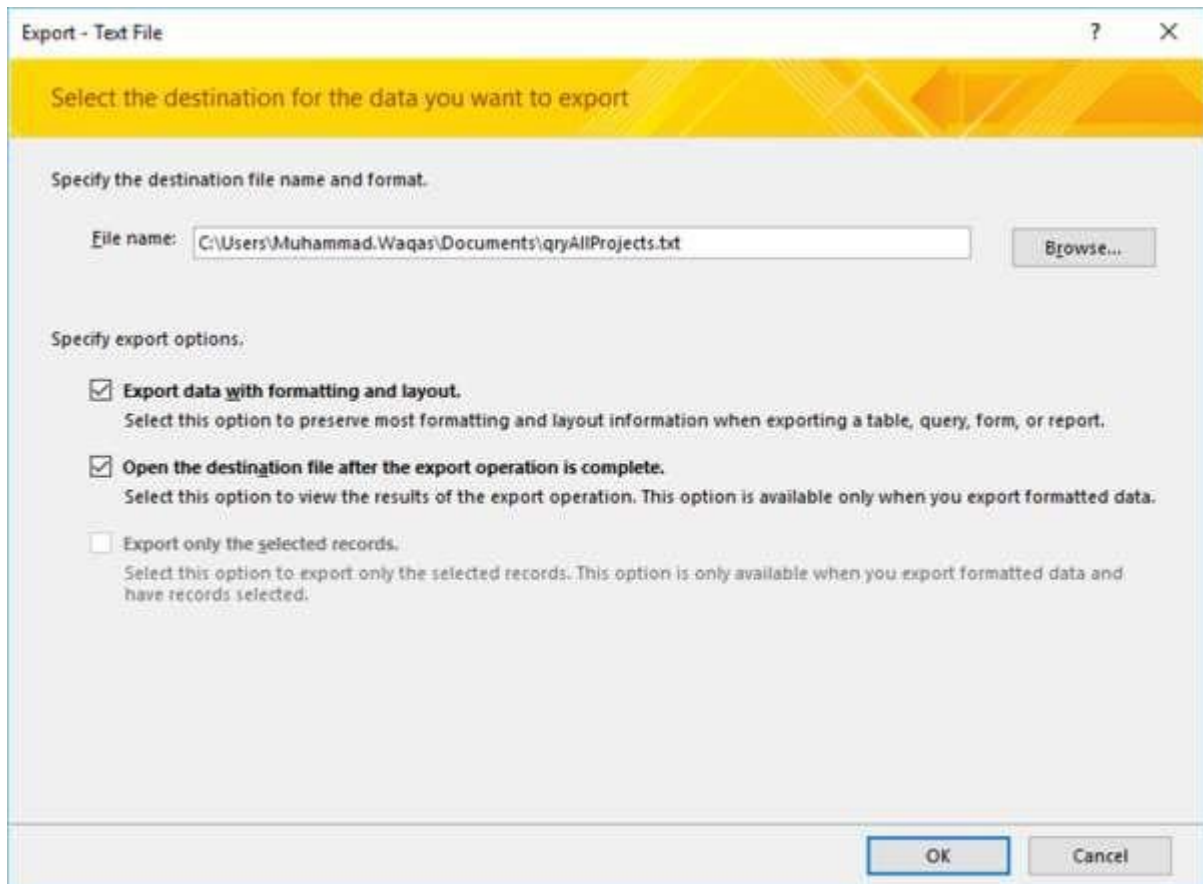 Export - Text File
?
Select the destination for the data you want to export
Specify the destination file name and format.
File name:
C:\Users\Muhammad.Waqas\Documents\qryAllProjects.txt
Browse...
Specify export options.
Export data with formatting and layout.
Select this option to preserve most formatting and layout information when exporting a table, query, form, or report.
Open the destination file after the export operation is complete.
Select this option to view the results of the export operation. This option is available only when you export formatted data.
Export only the selected records.
Select this option to export only the selected records. This option is only available when you export formatted data and
have records selected.
OK
Cancel